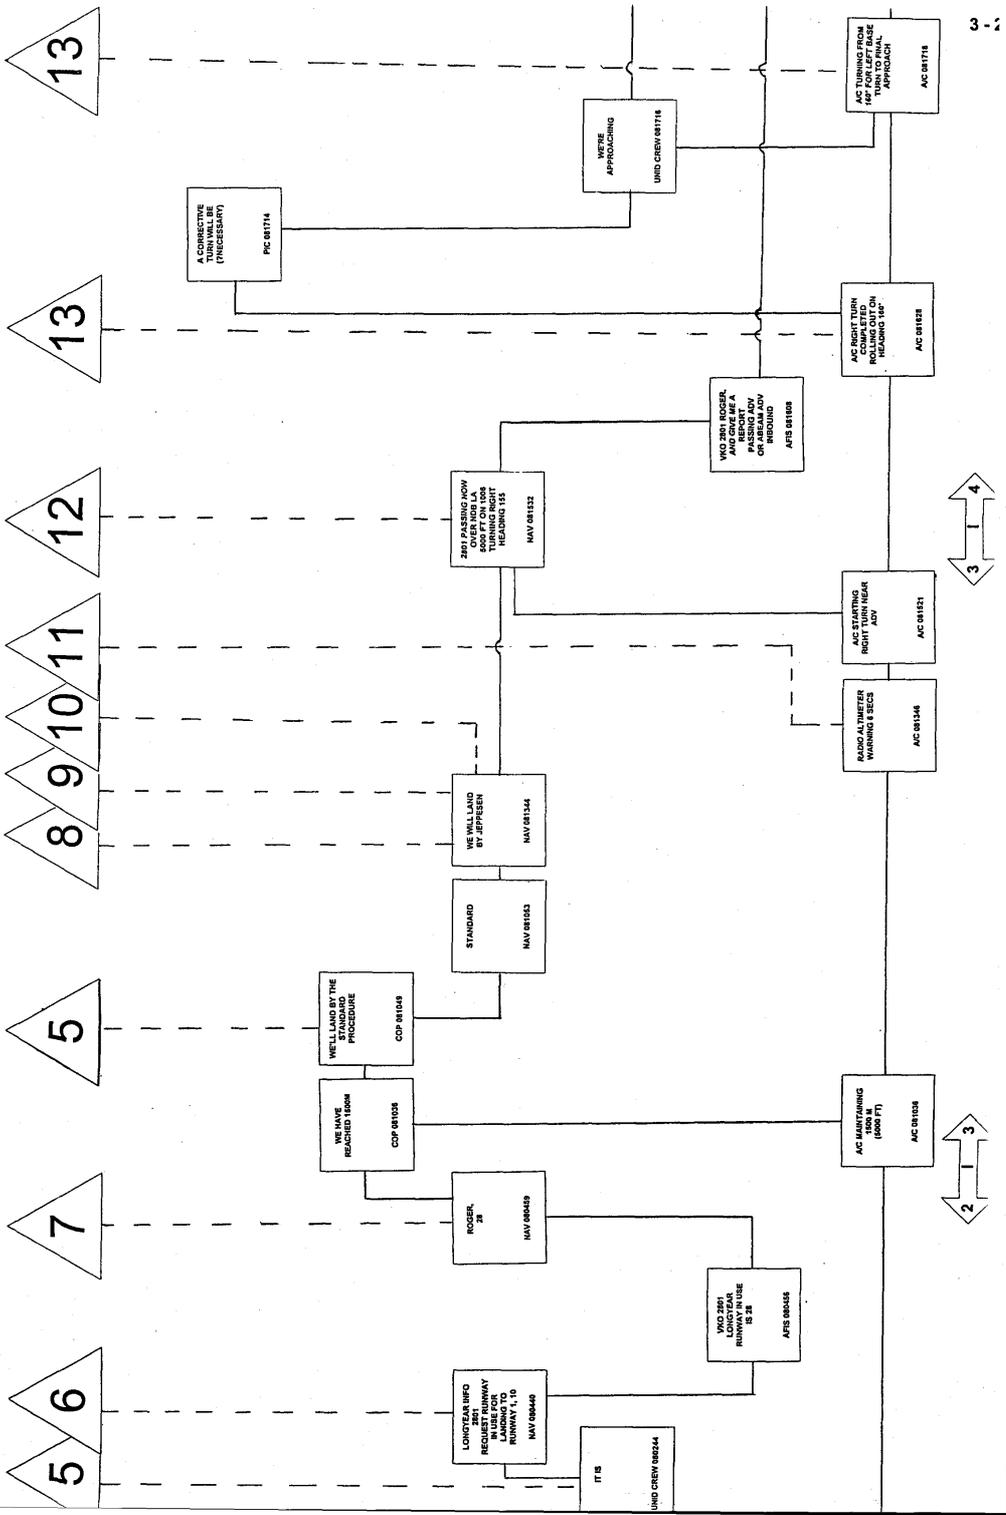 3 - 2
5
6
7
5
8
9
10
11
12
13
13
IT IS
UNID CREW 080244
LONGYEAR INFO
2801
REQUEST RUNWAY
IN USE FOR
LANDING TO
RUNWAY 1, 10
NAV 080440
VKO 2801
LONGYEAR
RUNWAY IN USE
IS 28
AFIS 080456
ROGER,
28
NAV 080459
WE HAVE
REACHED 1500M
COP 081036
A/C MAINTAINING
1500 M
(5000 FT)
A/C 081036
WE'LL LAND BY THE
STANDARD
PROCEDURE
COP 081049
STANDARD
NAV 081053
WE WILL LAND
BY JEPPESEN
NAV 081344
RADIO ALTIMETER
WARNING 6 SECS
A/C 081346
A/C STARTING
RIGHT TURN NEAR
ADV
A/C 081521
2801 PASSING NOW
OVER NDB LA
5000 FT ON 1006
TURNING RIGHT
HEADING 155
NAV 081532
VKO 2801 ROGER,
AND GIVE ME A
REPORT
PASSING ADV
OR ABEAM ADV
INBOUND
AFIS 081608
A/C RIGHT TURN
COMPLETED
ROLLING OUT ON
HEADING 160°
A/C 081628
A CORRECTIVE
TURN WILL BE
(?NECESSARY)
PIC 081714
WE'RE
APPROACHING
UNID CREW 081716
A/C TURNING FROM
160° FOR LEFT BASE
TURN TO FINAL
APPROACH
A/C 081718
2 I 3
3 I 4